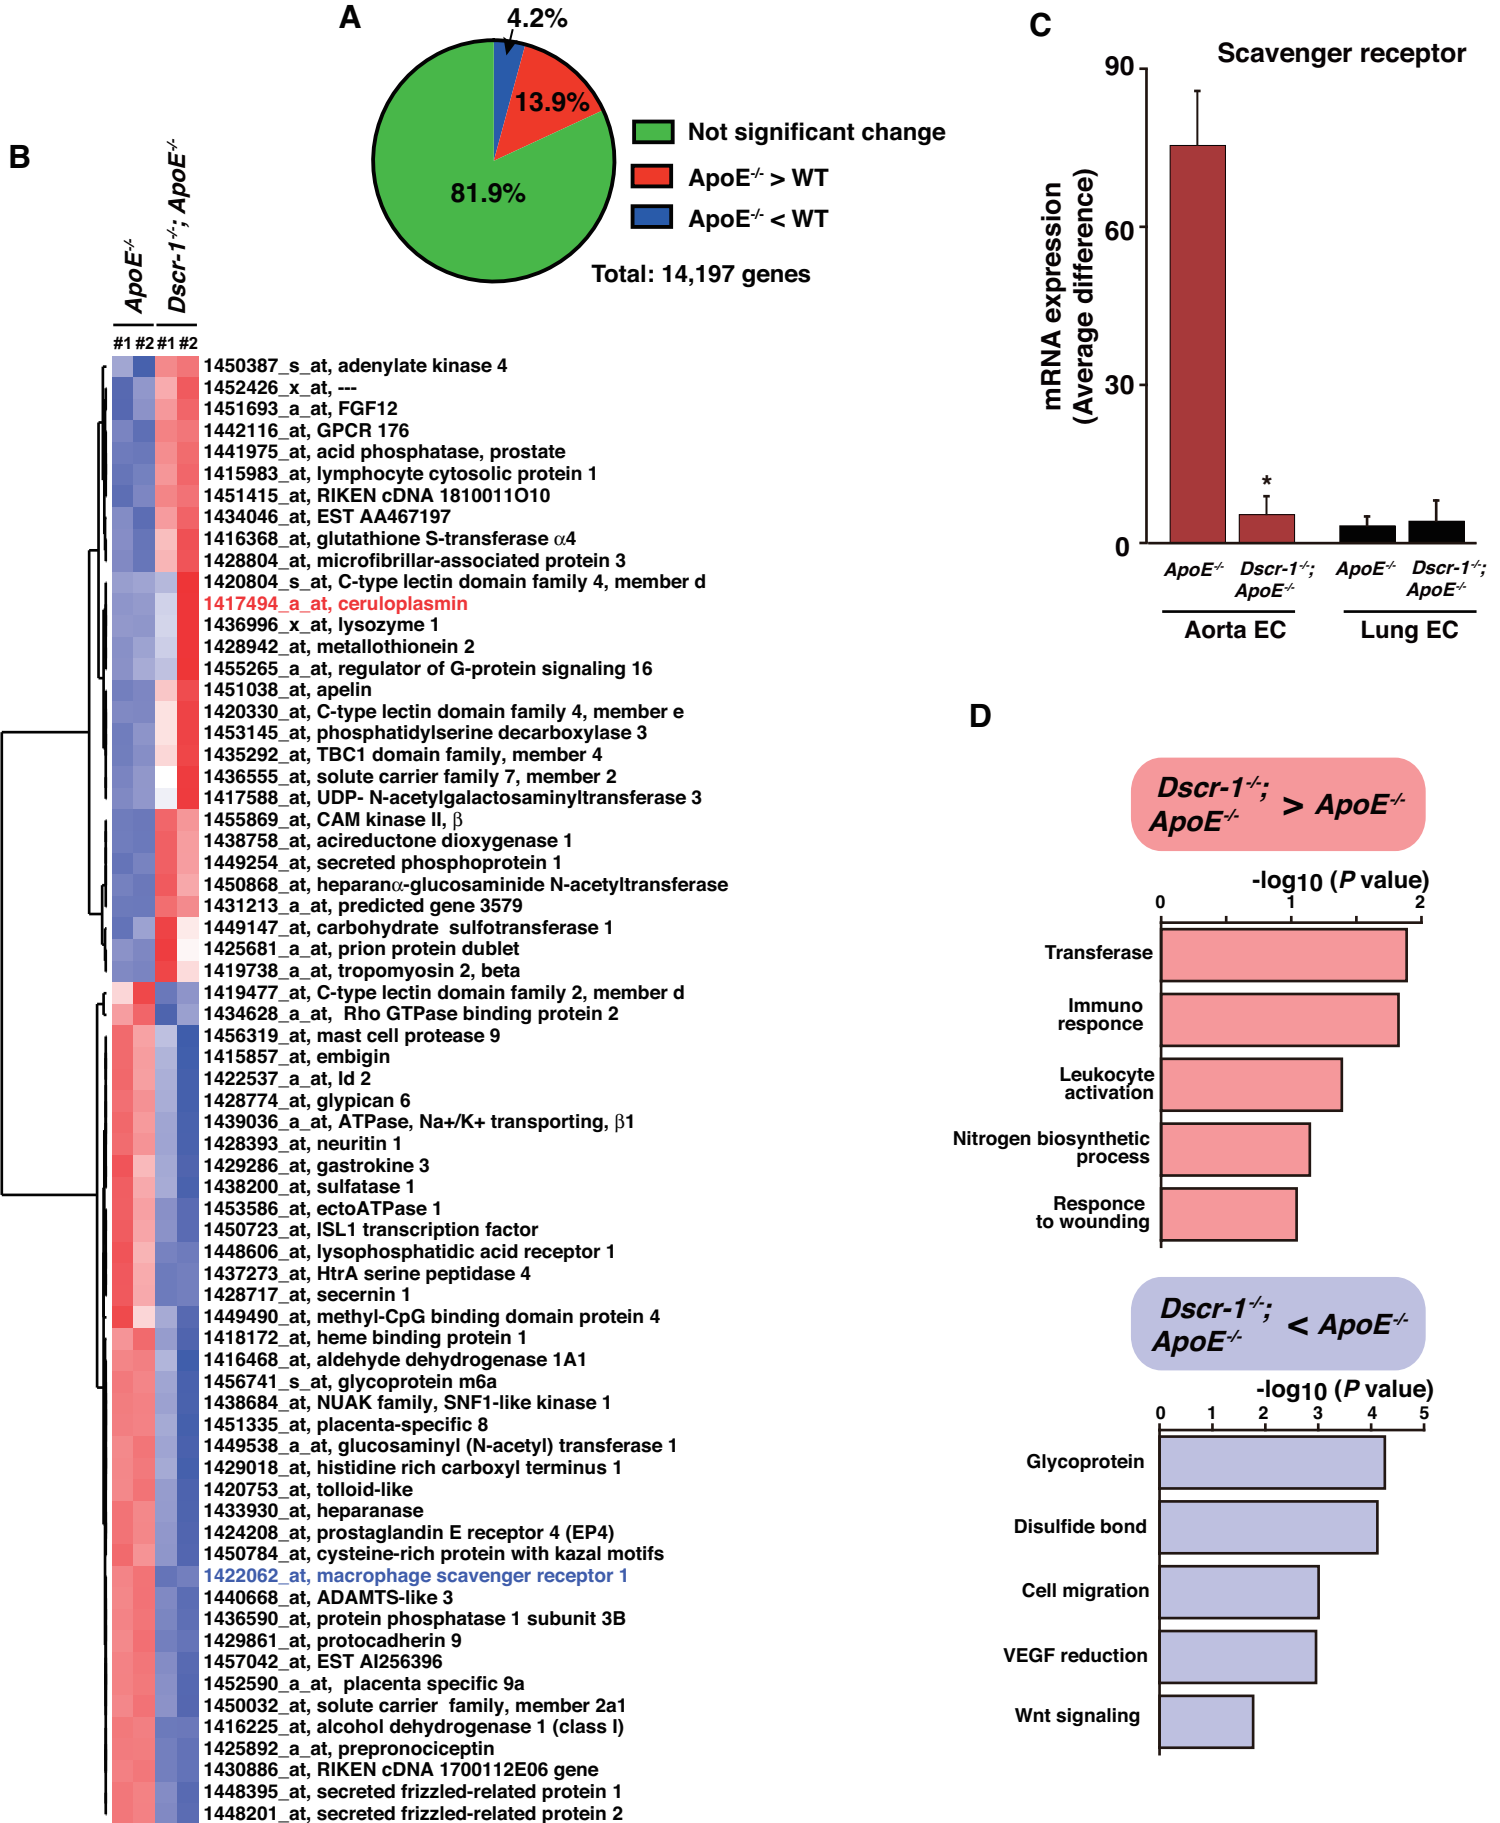 A
4.2%
13.9%
81.9%
Not significant change
ApoE-/- > WT
ApoE-/- < WT
Total: 14,197 genes
B
ApoE-/-
Dscr-1-/-; ApoE-/-
#1 #2 #1 #2
1450387_s_at, adenylate kinase 4
1452426_x_at, ---
1451693_a_at, FGF12
1442116_at, GPCR 176
1441975_at, acid phosphatase, prostate
1415983_at, lymphocyte cytosolic protein 1
1451415_at, RIKEN cDNA 1810011O10
1434046_at, EST AA467197
1416368_at, glutathione S-transferase α4
1428804_at, microfibrillar-associated protein 3
1420804_s_at, C-type lectin domain family 4, member d
1417494_a_at, ceruloplasmin
1436996_x_at, lysozyme 1
1428942_at, metallothionein 2
1455265_a_at, regulator of G-protein signaling 16
1451038_at, apelin
1420330_at, C-type lectin domain family 4, member e
1453145_at, phosphatidylserine decarboxylase 3
1435292_at, TBC1 domain family, member 4
1436555_at, solute carrier family 7, member 2
1417588_at, UDP- N-acetylgalactosaminyltransferase 3
1455869_at, CAM kinase II, β
1438758_at, acireductone dioxygenase 1
1449254_at, secreted phosphoprotein 1
1450868_at, heparanα-glucosaminide N-acetyltransferase
1431213_a_at, predicted gene 3579
1449147_at, carbohydrate sulfotransferase 1
1425681_a_at, prion protein dublet
1419738_a_at, tropomyosin 2, beta
1419477_at, C-type lectin domain family 2, member d
1434628_a_at, Rho GTPase binding protein 2
1456319_at, mast cell protease 9
1415857_at, embigin
1422537_a_at, Id 2
1428774_at, glypican 6
1439036_a_at, ATPase, Na+/K+ transporting, β1
1428393_at, neuritin 1
1429286_at, gastrokine 3
1438200_at, sulfatase 1
1453586_at, ectoATPase 1
1450723_at, ISL1 transcription factor
1448606_at, lysophosphatidic acid receptor 1
1437273_at, HtrA serine peptidase 4
1428717_at, secernin 1
1449490_at, methyl-CpG binding domain protein 4
1418172_at, heme binding protein 1
1416468_at, aldehyde dehydrogenase 1A1
1456741_s_at, glycoprotein m6a
1438684_at, NUAK family, SNF1-like kinase 1
1451335_at, placenta-specific 8
1449538_a_at, glucosaminyl (N-acetyl) transferase 1
1429018_at, histidine rich carboxyl terminus 1
1420753_at, tolloid-like
1433930_at, heparanase
1424208_at, prostaglandin E receptor 4 (EP4)
1450784_at, cysteine-rich protein with kazal motifs
1422062_at, macrophage scavenger receptor 1
1440668_at, ADAMTS-like 3
1436590_at, protein phosphatase 1 subunit 3B
1429861_at, protocadherin 9
1457042_at, EST AI256396
1452590_a_at, placenta specific 9a
1450032_at, solute carrier family, member 2a1
1416225_at, alcohol dehydrogenase 1 (class I)
1425892_a_at, prepronociceptin
1430886_at, RIKEN cDNA 1700112E06 gene
1448395_at, secreted frizzled-related protein 1
1448201_at, secreted frizzled-related protein 2
C
Scavenger receptor
mRNA expression
(Average difference)
90
60
30
0
*
ApoE-/- Dscr-1-/-; ApoE-/- Dscr-1-/-;
ApoE-/- ApoE-/-
Aorta EC Lung EC
D
Dscr-1-/-;
ApoE-/- > ApoE-/-
-log10 (P value)
0 1 2
Transferase
Immuno
responce
Leukocyte
activation
Nitrogen biosynthetic
process
Responce
to wounding
Dscr-1-/-;
ApoE-/- < ApoE-/-
-log10 (P value)
0 1 2 3 4 5
Glycoprotein
Disulfide bond
Cell migration
VEGF reduction
Wnt signaling